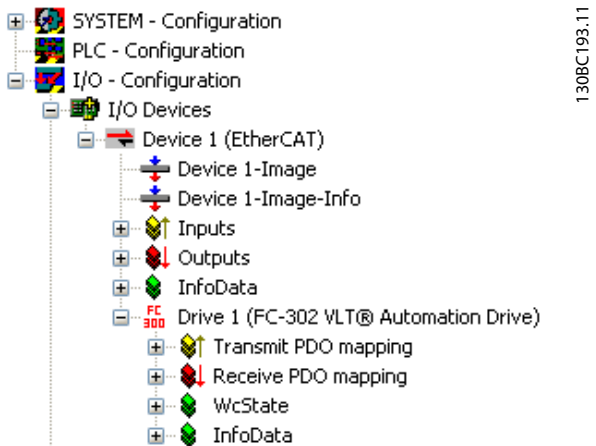 SYSTEM - Configuration
PLC - Configuration
I/O - Configuration
I/O Devices
Device 1 (EtherCAT)
Device 1-Image
Device 1-Image-Info
Inputs
Outputs
InfoData
FC
300
Drive 1 (FC-302 VLT® Automation Drive)
Transmit PDO mapping
Receive PDO mapping
WcState
InfoData
130BC193.11